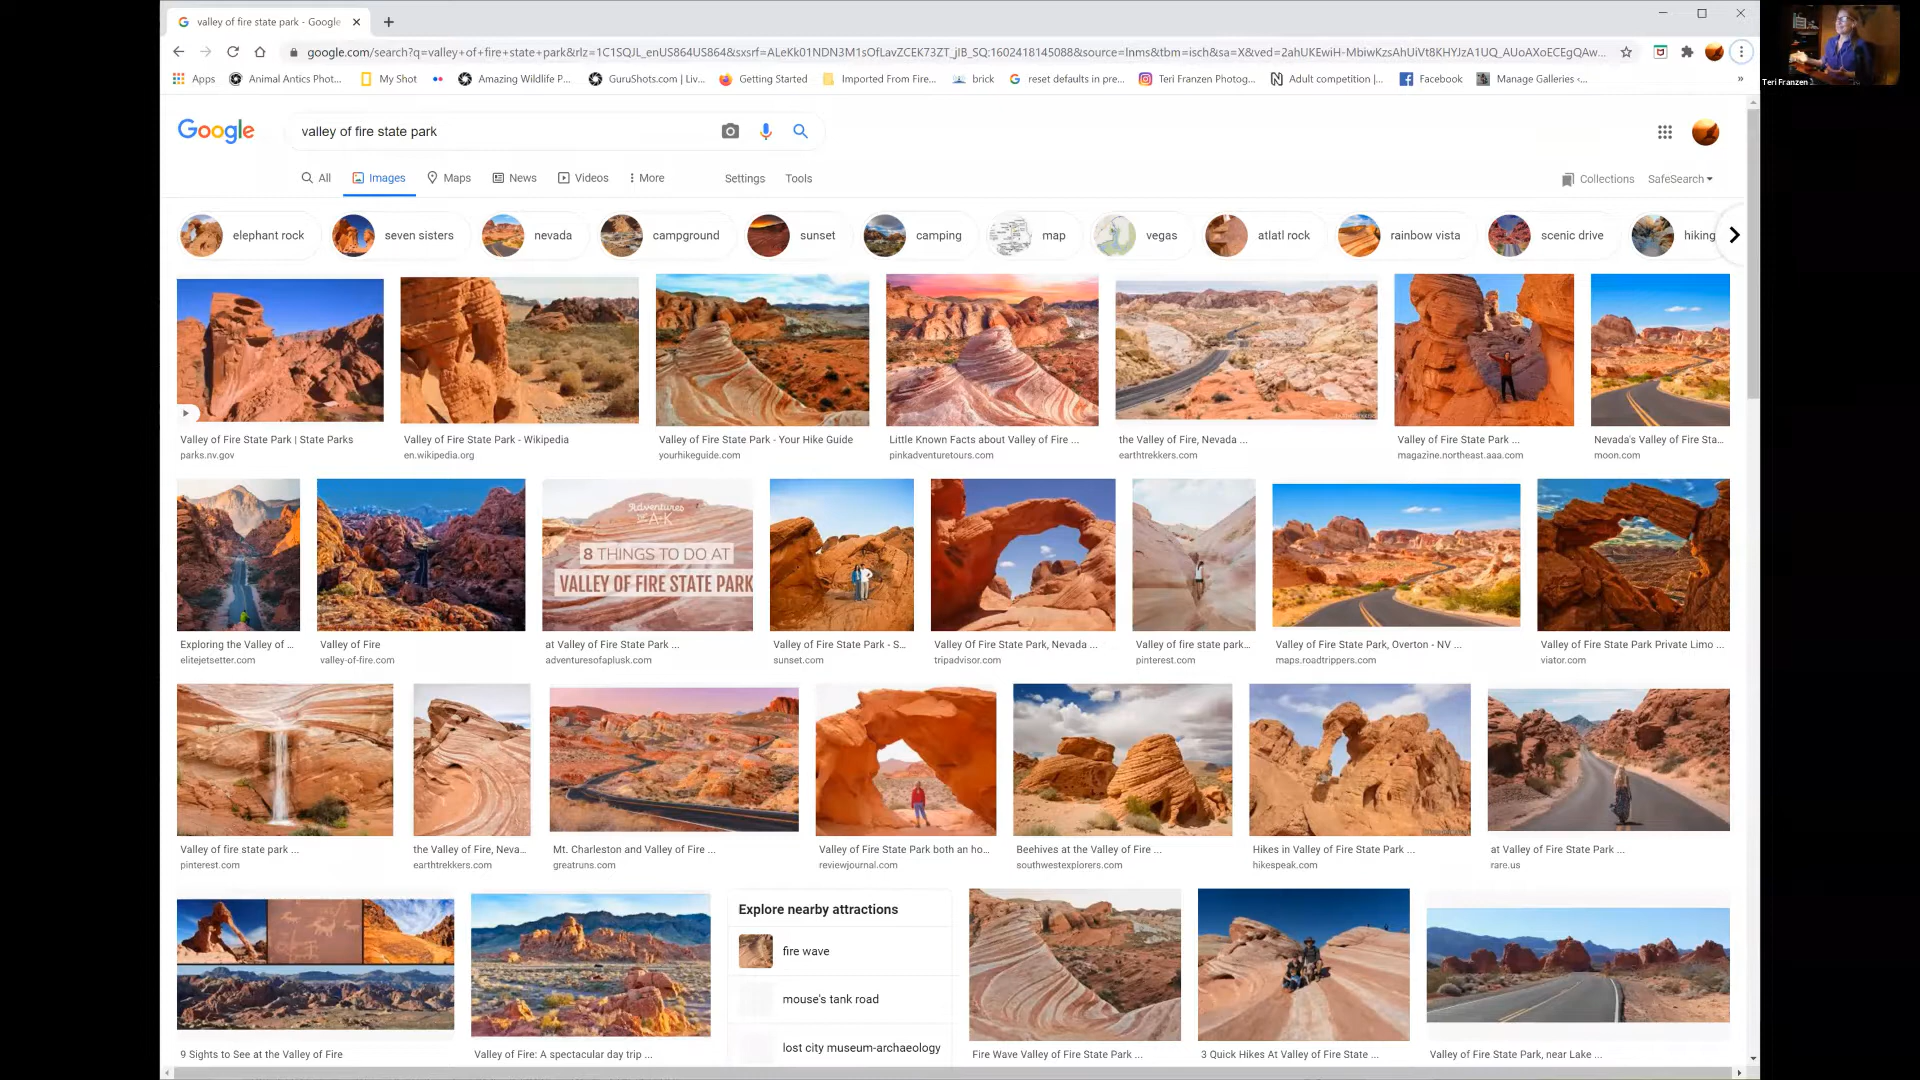 valley of fire state park - Google
google.com/search?q=valley+of+fire+state+park&rlz=1C1SQJL_enUS864US864&sxsrf=ALeKk01NDN3M1sOfLavZCEK73ZT_jIB_SQ:1602418145088&source=lnms&tbm=isch&sa=X&ved=2ahUKEwiH-MbiwKzsAhUiVt8KHYJzA1UQ_AUoAXoECEgQAw...
Apps Animal Antics Phot... My Shot Amazing Wildlife P... GuruShots.com | Liv... Getting Started Imported From Fire... brick reset defaults in pre... Teri Franzen Photog... Adult competition |... Facebook Manage Galleries ‹... »
Teri Franzen
Google valley of fire state park
All Images Maps News Videos More Settings Tools Collections SafeSearch
elephant rock seven sisters nevada campground sunset camping map vegas atlatl rock rainbow vista scenic drive hiking
Valley of Fire State Park | State Parks Valley of Fire State Park - Wikipedia Valley of Fire State Park - Your Hike Guide Little Known Facts about Valley of Fire ... the Valley of Fire, Nevada ... Valley of Fire State Park ... Nevada's Valley of Fire Sta...
parks.nv.gov en.wikipedia.org yourhikeguide.com pinkadventuretours.com earthtrekkers.com magazine.northeast.aaa.com moon.com
Adventures
OF A+K
8 THINGS TO DO AT
VALLEY OF FIRE STATE PARK
Exploring the Valley of ... Valley of Fire at Valley of Fire State Park ... Valley of Fire State Park - S... Valley Of Fire State Park, Nevada ... Valley of fire state park... Valley of Fire State Park, Overton - NV ... Valley of Fire State Park Private Limo ...
elitejetsetter.com valley-of-fire.com adventuresofaplusk.com sunset.com tripadvisor.com pinterest.com maps.roadtrippers.com viator.com
Valley of fire state park ... the Valley of Fire, Neva... Mt. Charleston and Valley of Fire ... Valley of Fire State Park both an ho... Beehives at the Valley of Fire ... Hikes in Valley of Fire State Park ... at Valley of Fire State Park ...
pinterest.com earthtrekkers.com greatruns.com reviewjournal.com southwestexplorers.com hikespeak.com rare.us
Explore nearby attractions
fire wave
mouse's tank road
lost city museum-archaeology
9 Sights to See at the Valley of Fire Valley of Fire: A spectacular day trip ... Fire Wave Valley of Fire State Park ... 3 Quick Hikes At Valley of Fire State ... Valley of Fire State Park, near Lake ...